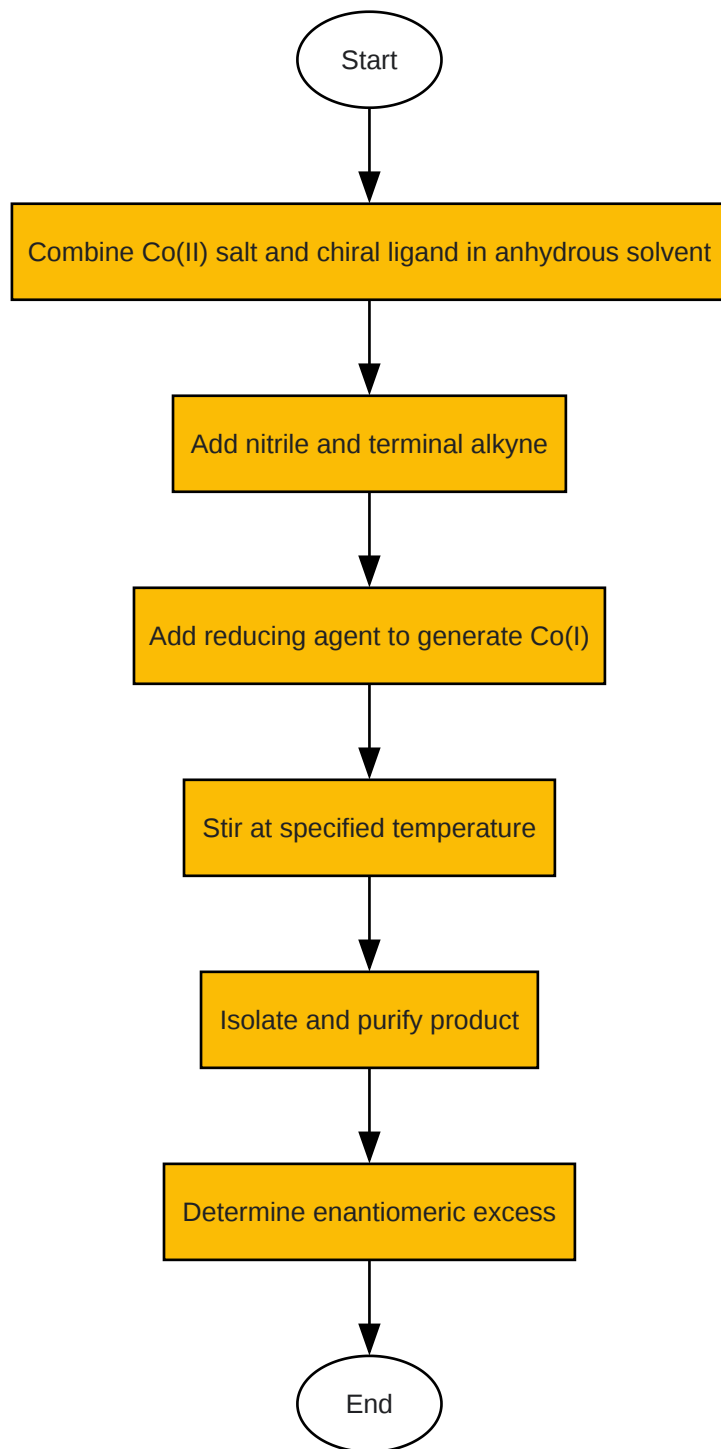 Start
Combine Co(II) salt and chiral ligand in anhydrous solvent
Add nitrile and terminal alkyne
Add reducing agent to generate Co(I)
Stir at specified temperature
Isolate and purify product
Determine enantiomeric excess
End